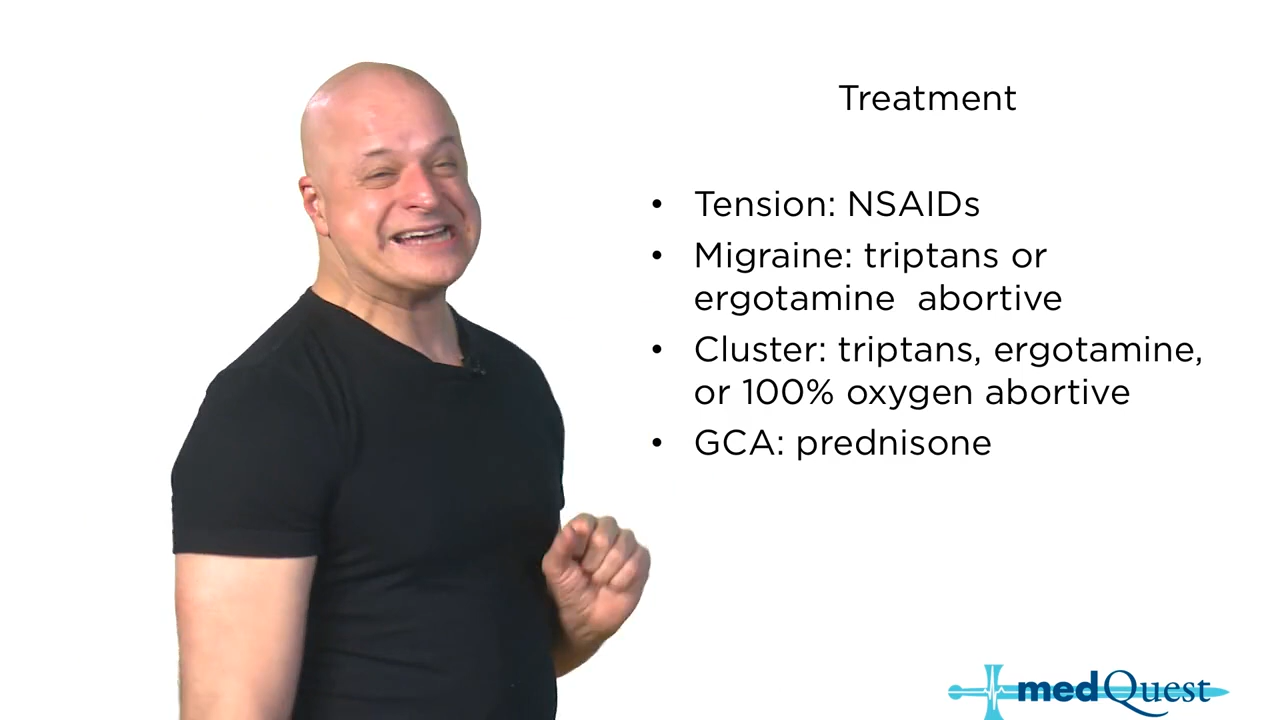 Treatment
• Tension: NSAIDs
• Migraine: triptans or
ergotamine  abortive
• Cluster: triptans, ergotamine,
or 100% oxygen abortive
• GCA: prednisone
medQuest